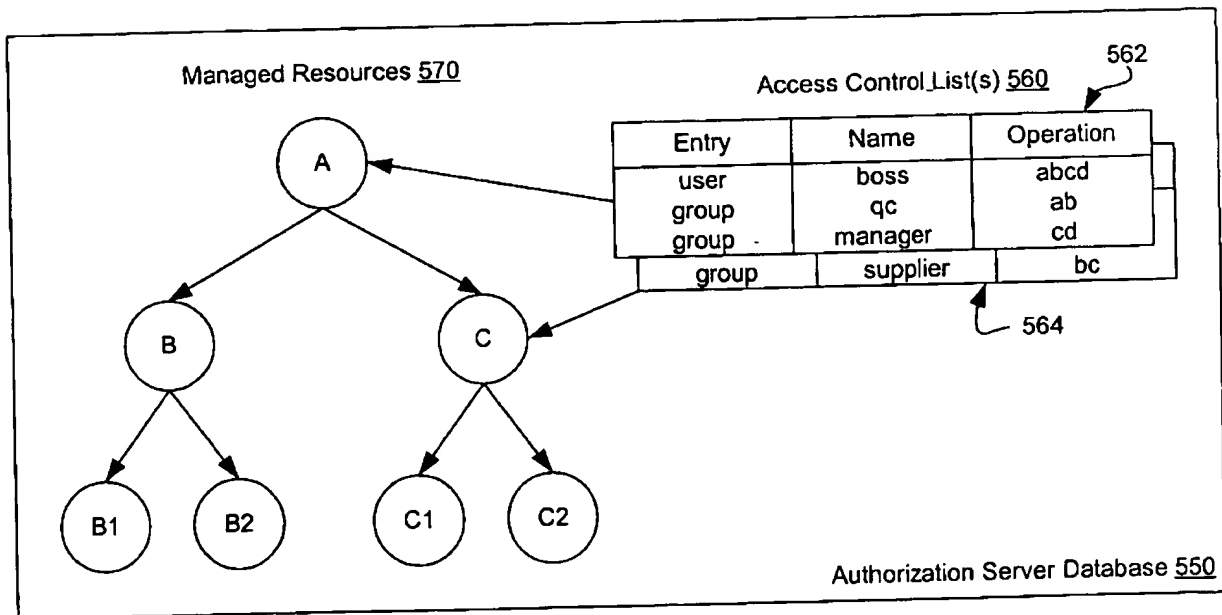 Managed Resources 570
Access Control List(s) 560
562
Entry Name Operation
user boss abcd
group qc ab
group manager cd
group supplier bc
564
A
B
C
B1
B2
C1
C2
Authorization Server Database 550